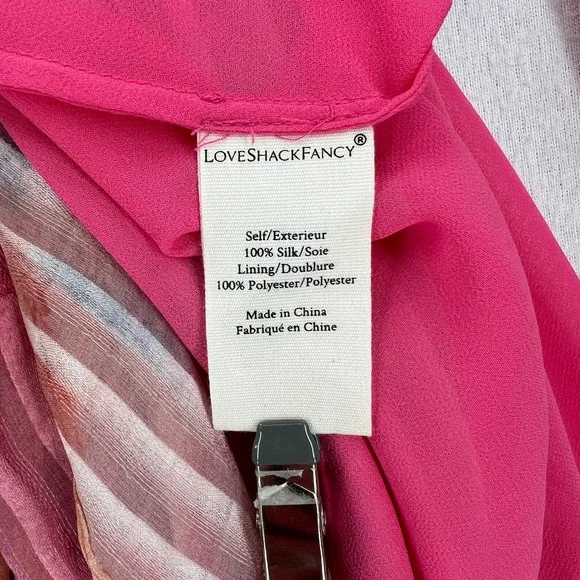 LOVESHACKFANCY®
Self/Exterieur
100% Silk/Soie
Lining/Doublure
100% Polyester/Polyester
Made in China
Fabriqué en Chine